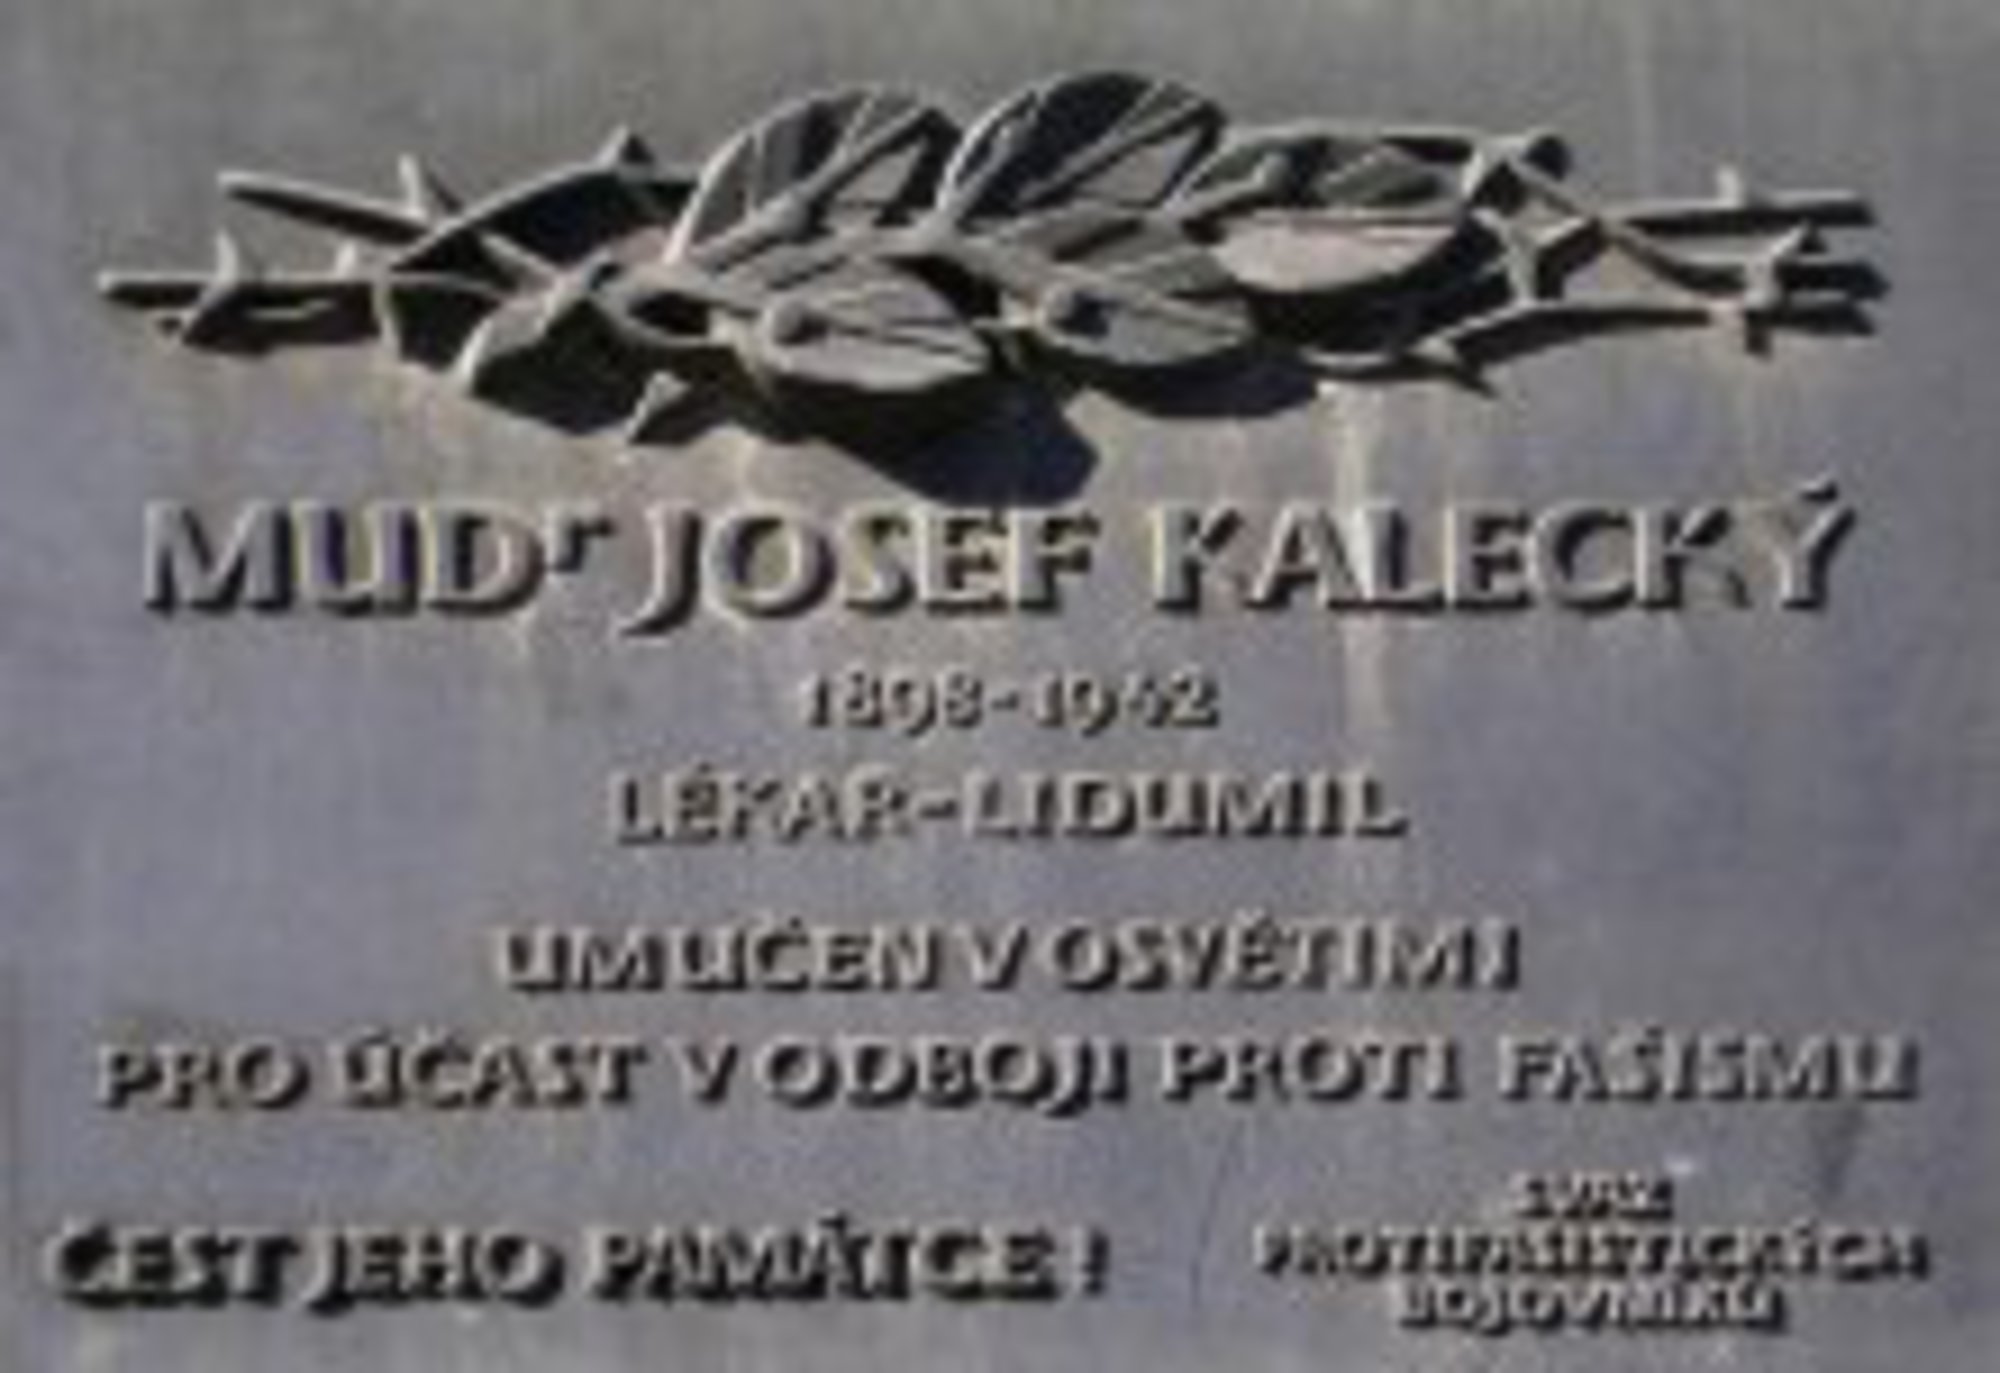 MUDr JOSEF KALECKÝ
1898-1942
LÉKAŘ-LIDUMIL
UMUČEN V OSVĚTIMI
PRO ÚČAST V ODBOJI PROTI FAŠISMU
ČEST JEHO PAMÁTCE!
SVAZ
PROTIFAŠISTICKÝCH
BOJOVNÍKŮ